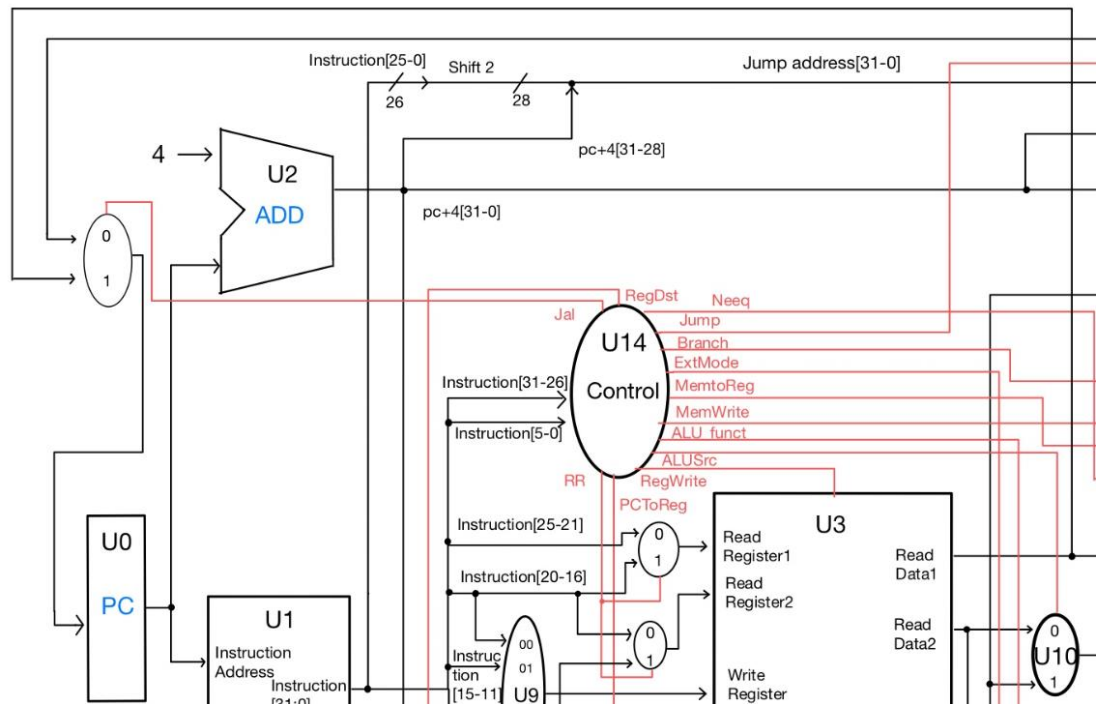 Instruction[25-0]
Shift 2
Jump address[31-0]
26
28
4
pc+4[31-28]
U2
ADD
pc+4[31-0]
0
1
RegDst
Neeq
Jal
Jump
U14
Branch
ExtMode
Instruction[31-26]
Control
MemtoReg
MemWrite
Instruction[5-0]
ALU funct
ALUSrc
RR
RegWrite
PCToReg
U0
PC
Instruction[25-21]
0
1
U3
Read
Register1
Read
Data1
Instruction[20-16]
Read
Register2
U1
Instruction
Address
Instruction
[31:0]
00
01
U9
Instruc
tion
[15-11]
0
1
Read
Data2
Write
Register
0
U10
1